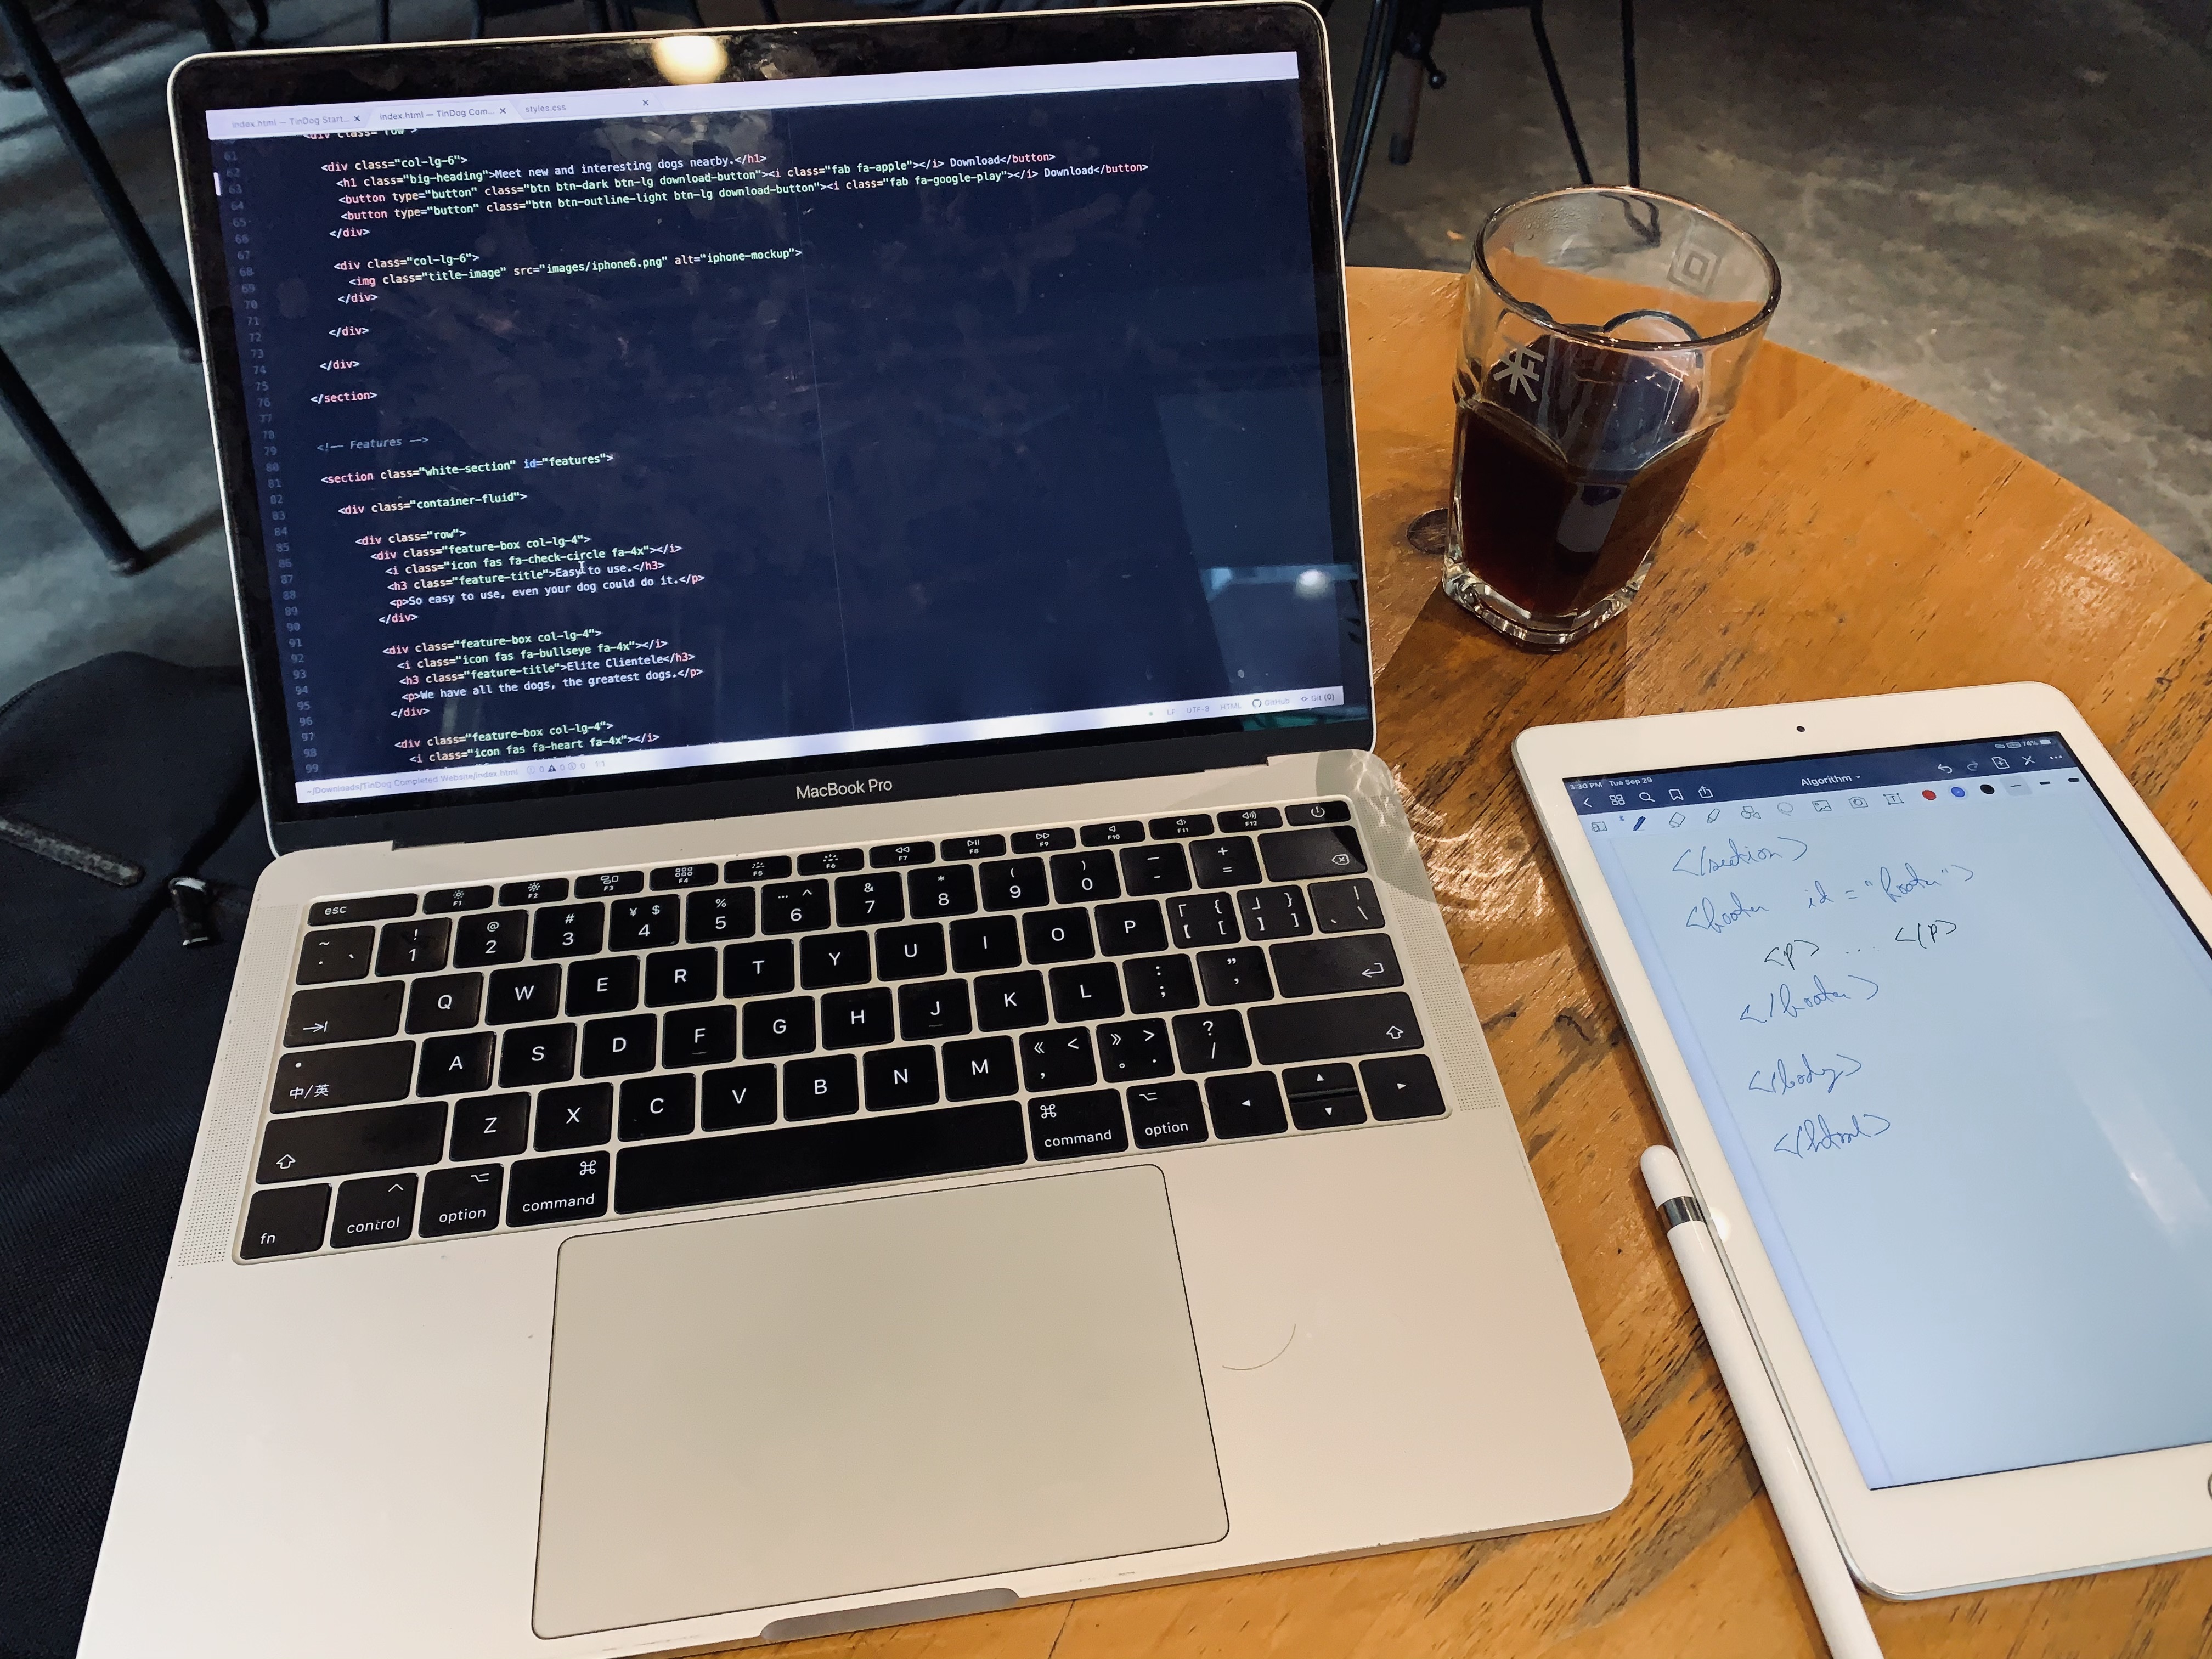 index.html — TinDog Start...
index.html — TinDog Com...
styles.css
<div class="row">
61
62 <div class="col-lg-6">
63 <h1 class="big-heading">Meet new and interesting dogs nearby.</h1>
64 <button type="button" class="btn btn-dark btn-lg download-button"><i class="fab fa-apple"></i> Download</button>
65 <button type="button" class="btn btn-outline-light btn-lg download-button"><i class="fab fa-google-play"></i> Download</button>
66 </div>
67
68 <div class="col-lg-6">
69 <img class="title-image" src="images/iphone6.png" alt="iphone-mockup">
70 </div>
71
72 </div>
73
74 </div>
75
76 </section>
77
78
79 <!-- Features -->
80
81 <section class="white-section" id="features">
82
83 <div class="container-fluid">
84
85 <div class="row">
86 <div class="feature-box col-lg-4">
87 <i class="icon fas fa-check-circle fa-4x"></i>
88 <h3 class="feature-title">Easy to use.</h3>
89 <p>So easy to use, even your dog could do it.</p>
90 </div>
91
92 <div class="feature-box col-lg-4">
93 <i class="icon fas fa-bullseye fa-4x"></i>
94 <h3 class="feature-title">Elite Clientele</h3>
95 <p>We have all the dogs, the greatest dogs.</p>
96 </div>
97
98 <div class="feature-box col-lg-4">
99 <i class="icon fas fa-heart fa-4x"></i>
~/Downloads/TinDog Completed Website/index.html 0 0 0 1:1
LF UTF-8 HTML GitHub Git (0)
MacBook Pro
esc F1 F2 F3 F4 F5 F6 F7 F8 F9 F10 F11 F12
~ ! @ # ¥ $ % … ^ & * ( ) — +
· ` 1 2 3 4 5 6 7 8 9 0 - =
Q W E R T Y U I O P 「 { 【 [ 」 } 】 ] | 、 \
中/英 A S D F G H J K L : ; " '
Z X C V B N M 《 < , 》 > 。 . ? /
fn control option command command option
3:30 PM Tue Sep 29
74%
Algorithm
</section>
<footer id="footer">
<p> ... </p>
</footer>
</body>
</html>